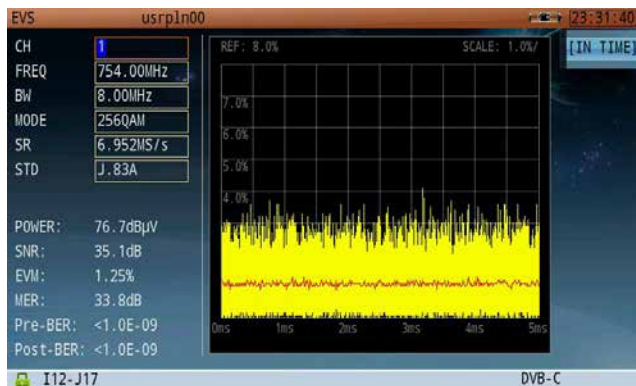 EVS usrpIn00 23:31:40
CH 1
FREQ 754.00MHz
BW 8.00MHz
MODE 256QAM
SR 6.952MS/s
STD J.83A
POWER: 76.7dBµV
SNR: 35.1dB
EVM: 1.25%
MER: 33.8dB
Pre-BER: <1.0E-09
Post-BER: <1.0E-09
REF: 8.0% SCALE: 1.0%/
7.0%
6.0%
5.0%
4.0%
0ms 1ms 2ms 3ms 4ms 5ms
[IN TIME]
I12-J17 DVB-C